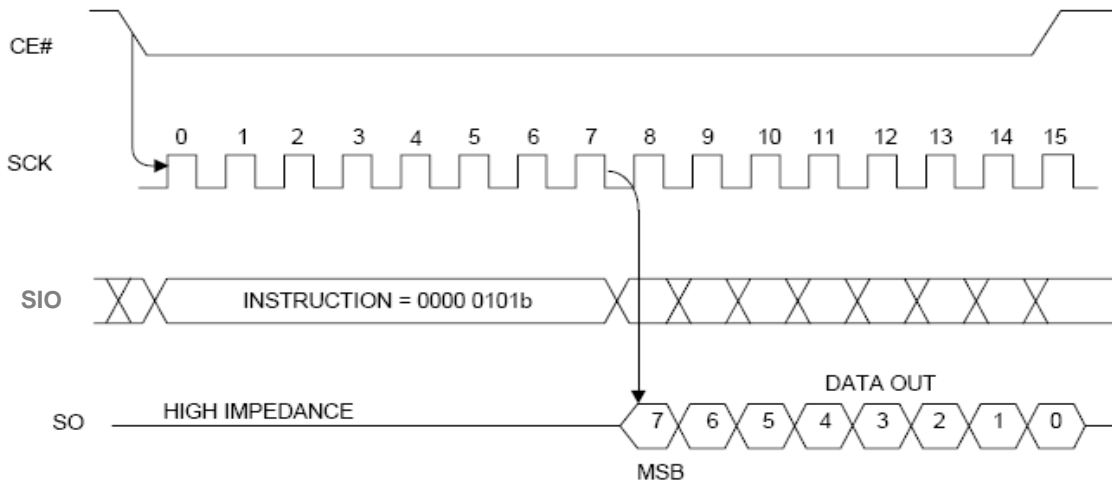 CE#
0 1 2 3 4 5 6 7 8 9 10 11 12 13 14 15
SCK
SIO
INSTRUCTION = 0000 0101b
DATA OUT
HIGH IMPEDANCE
SO
7 6 5 4 3 2 1 0
MSB